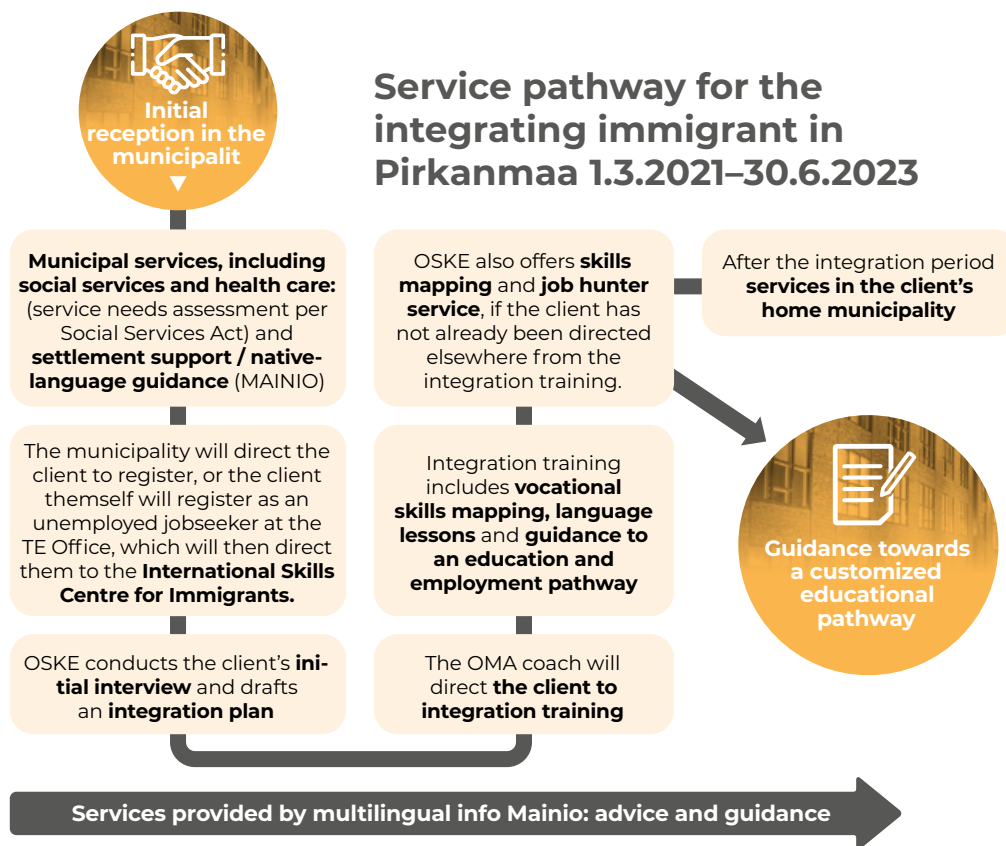 Initial
reception in the
municipalit
Service pathway for the
integrating immigrant in
Pirkanmaa 1.3.2021–30.6.2023
Municipal services, including
social services and health care:
(service needs assessment per
Social Services Act) and
settlement support / native-
language guidance (MAINIO)
The municipality will direct the
client to register, or the client
themself will register as an
unemployed jobseeker at the
TE Office, which will then direct
them to the International Skills
Centre for Immigrants.
OSKE conducts the client's ini-
tial interview and drafts
an integration plan
The OMA coach will
direct the client to
integration training
Integration training
includes vocational
skills mapping, language
lessons and guidance to
an education and
employment pathway
OSKE also offers skills
mapping and job hunter
service, if the client has
not already been directed
elsewhere from the
integration training.
After the integration period
services in the client's
home municipality
Guidance towards
a customized
educational
pathway
Services provided by multilingual info Mainio: advice and guidance